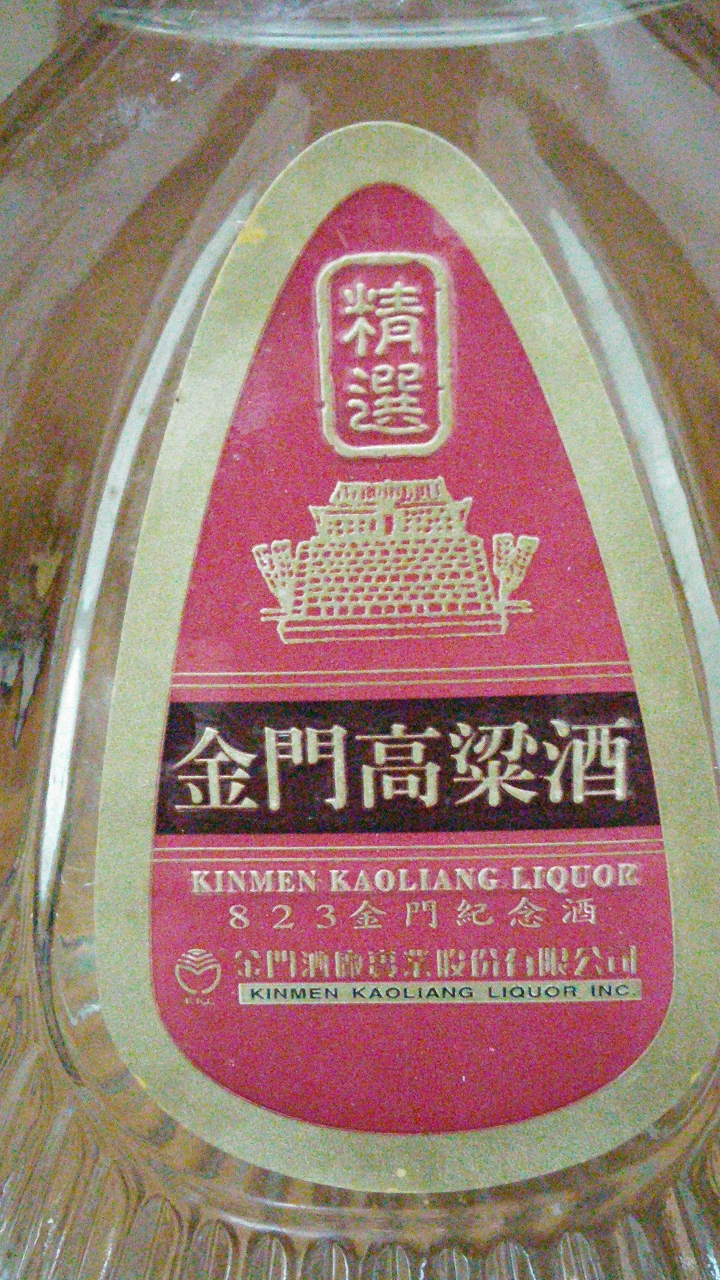 精選
金門高粱酒
KINMEN KAOLIANG LIQUOR
823金門紀念酒
金門酒廠實業股份有限公司
KINMEN KAOLIANG LIQUOR INC.